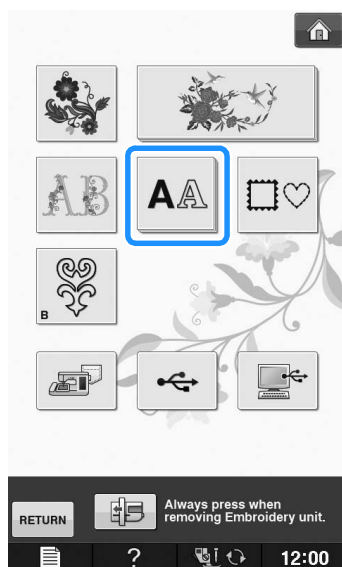 AB
AA
B
Always press when
removing Embroidery unit.
RETURN
?
12:00